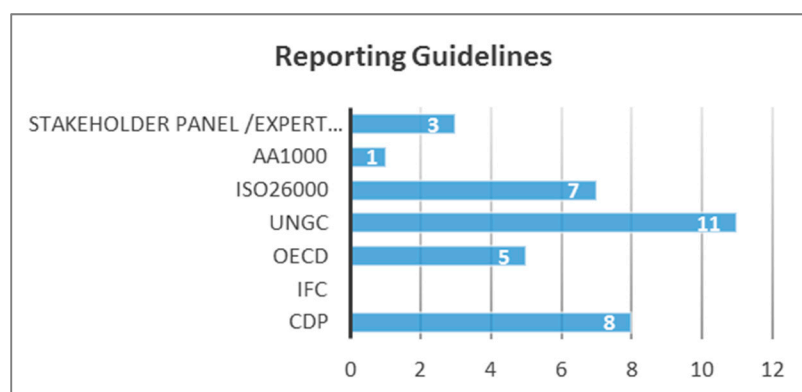 Reporting Guidelines
STAKEHOLDER PANEL /EXPERT...
3
AA1000
1
ISO26000
7
UNGC
11
OECD
5
IFC
CDP
8
0 2 4 6 8 10 12